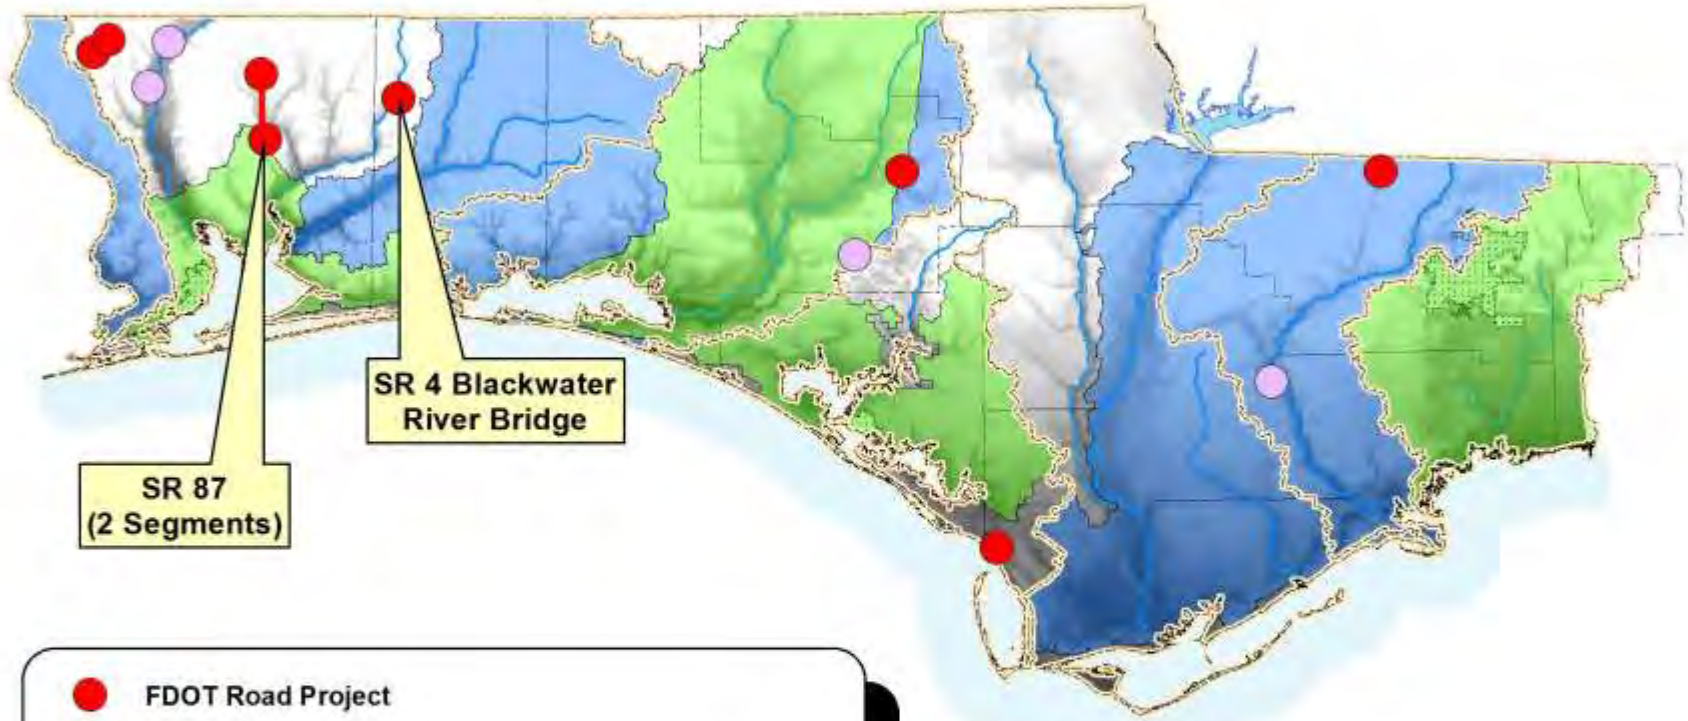 SR 4 Blackwater
River Bridge
SR 87
(2 Segments)
FDOT Road Project